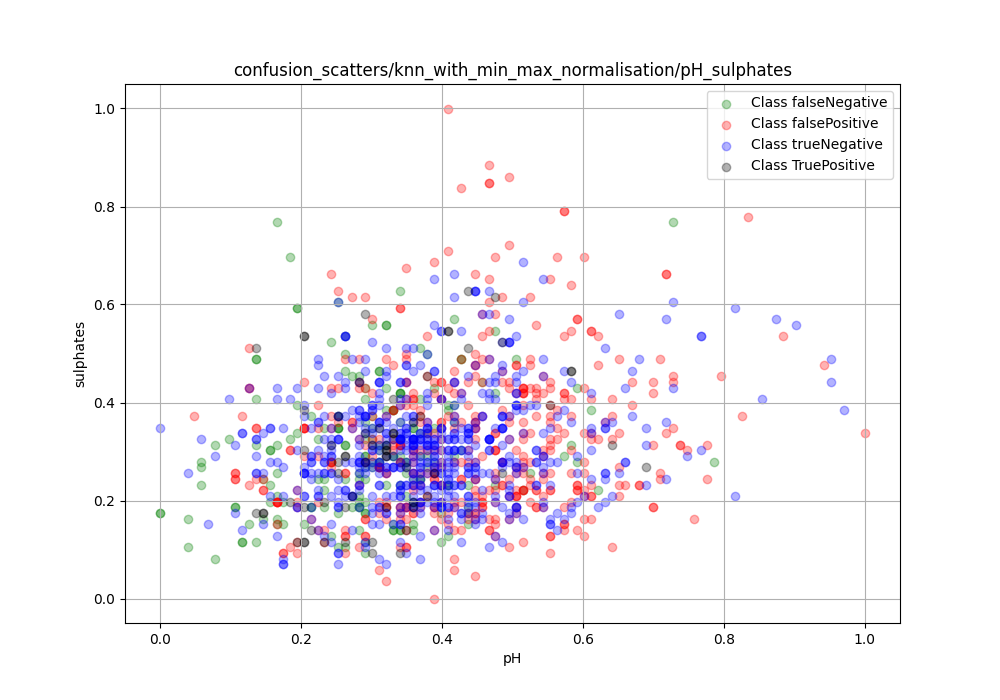 confusion_scatters/knn_with_min_max_normalisation/pH_sulphates
Class falseNegative
Class falsePositive
Class trueNegative
Class TruePositive
1.0
0.8
0.6
0.4
0.2
0.0
sulphates
0.0 0.2 0.4 0.6 0.8 1.0
pH